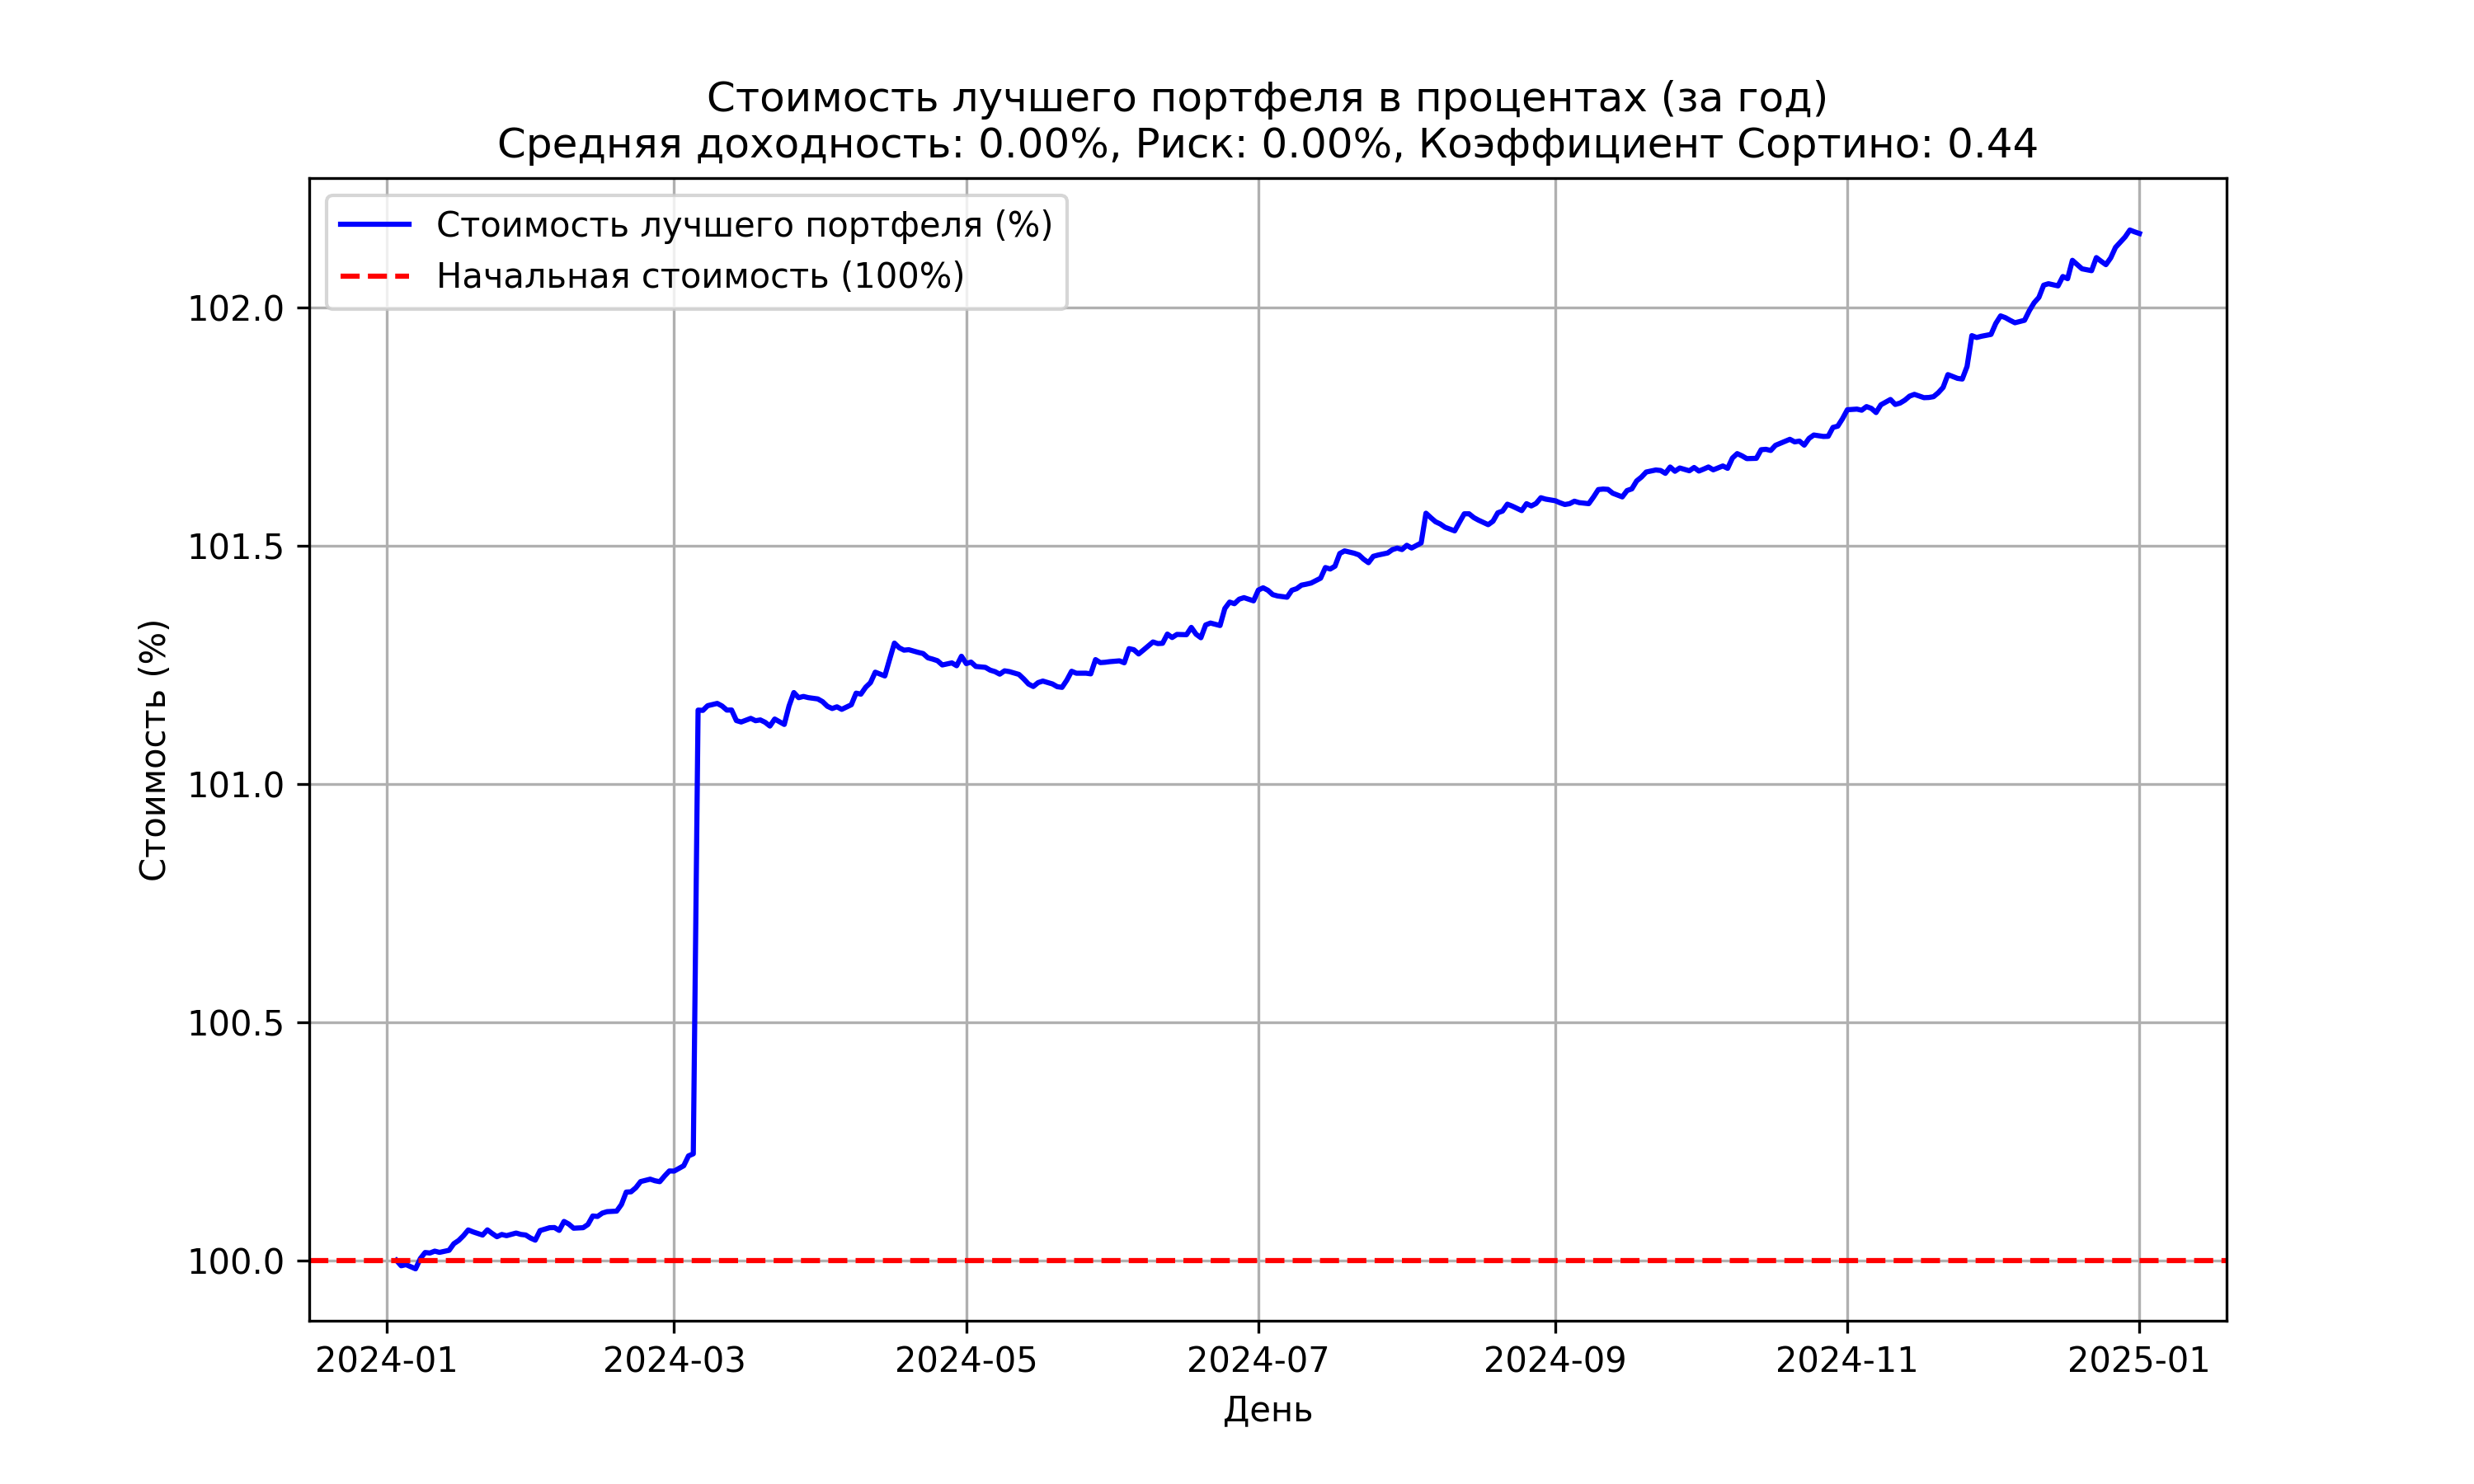 Стоимость лучшего портфеля в процентах (за год)
Средняя доходность: 0.00%, Риск: 0.00%, Коэффициент Сортино: 0.44
Стоимость лучшего портфеля (%)
Начальная стоимость (100%)
Стоимость (%)
102.0
101.5
101.0
100.5
100.0
2024-01
2024-03
2024-05
2024-07
2024-09
2024-11
2025-01
День